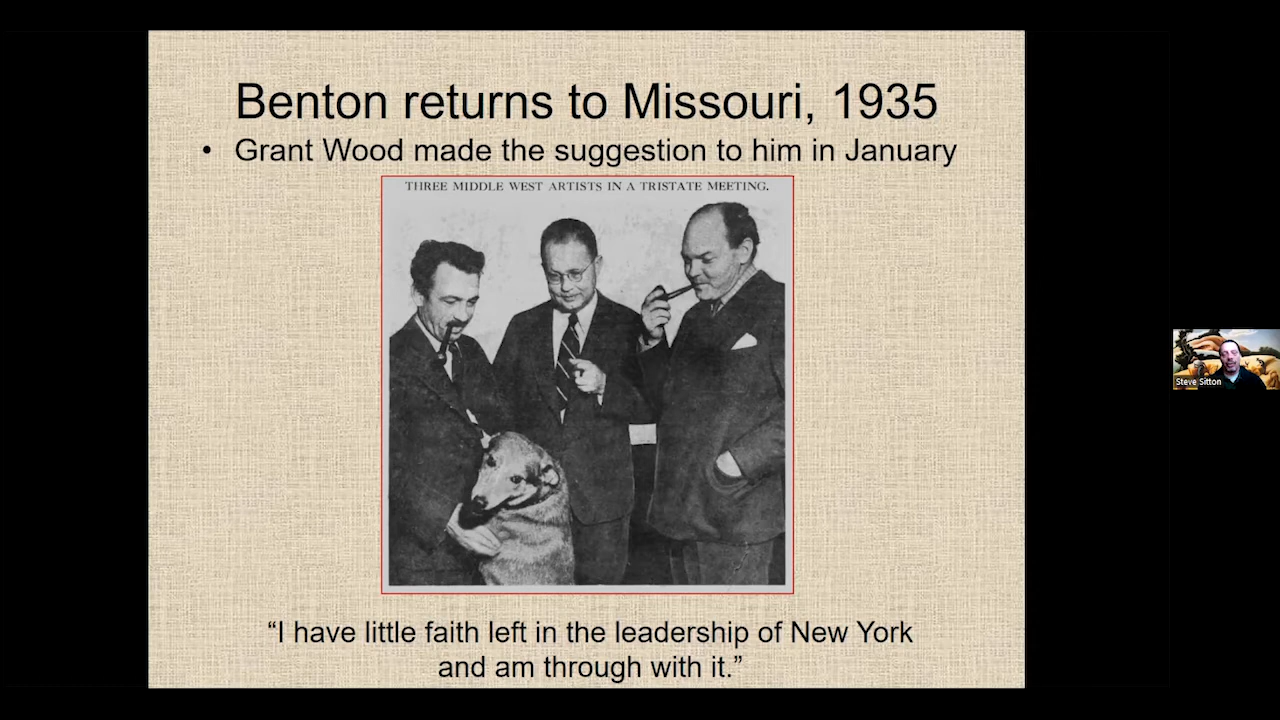 Benton returns to Missouri, 1935
• Grant Wood made the suggestion to him in January
THREE MIDDLE WEST ARTISTS IN A TRISTATE MEETING.
Steve Sitton
“I have little faith left in the leadership of New York
and am through with it.”